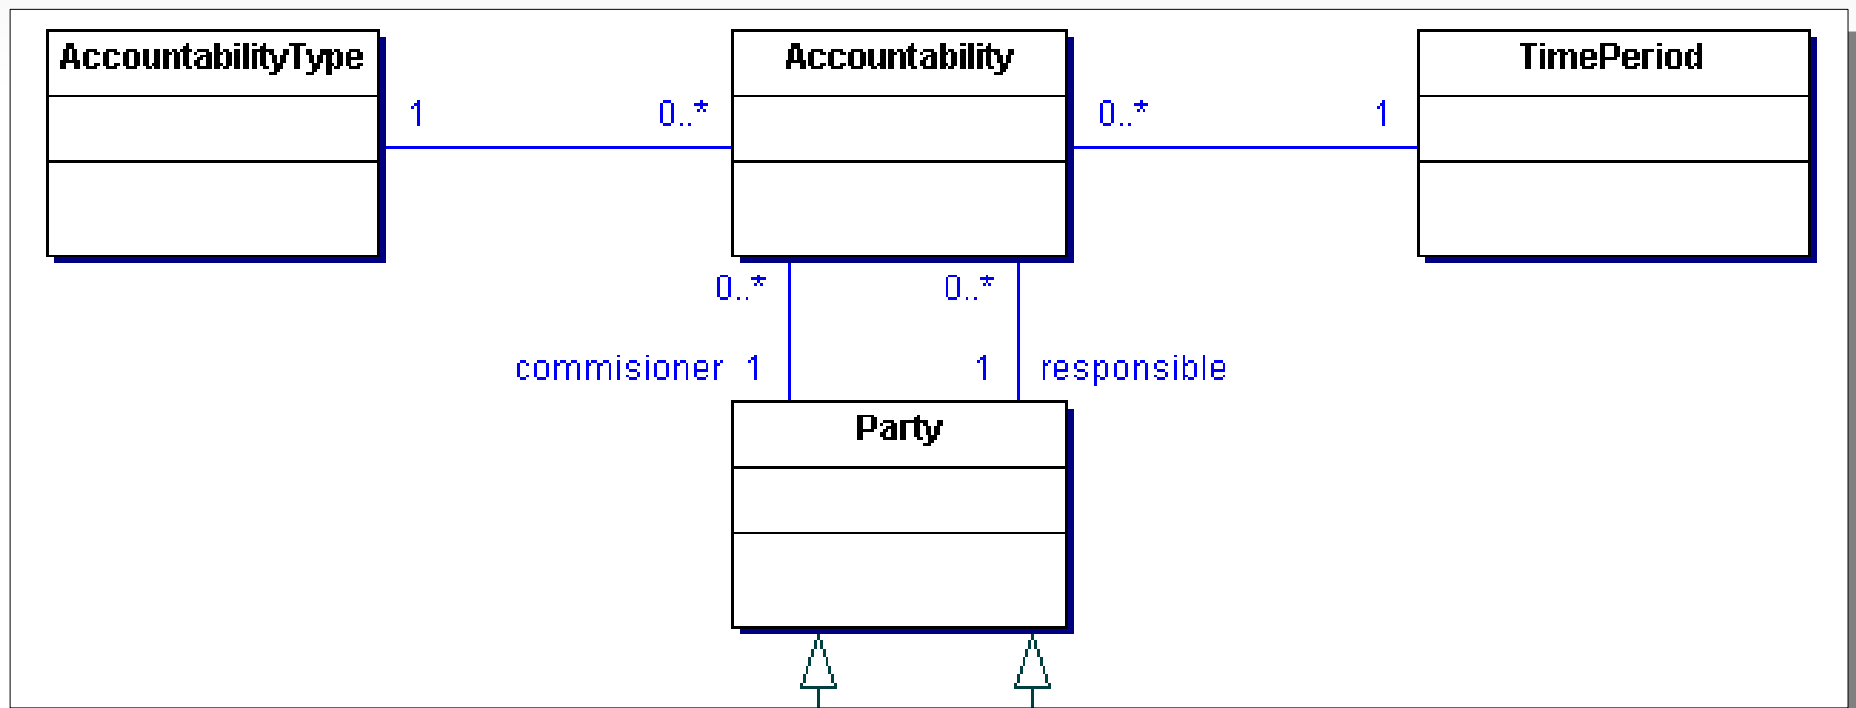 AccountabilityType
Accountability
TimePeriod
1
0..*
0..*
1
0..*
0..*
commisioner 1
1 responsible
Party